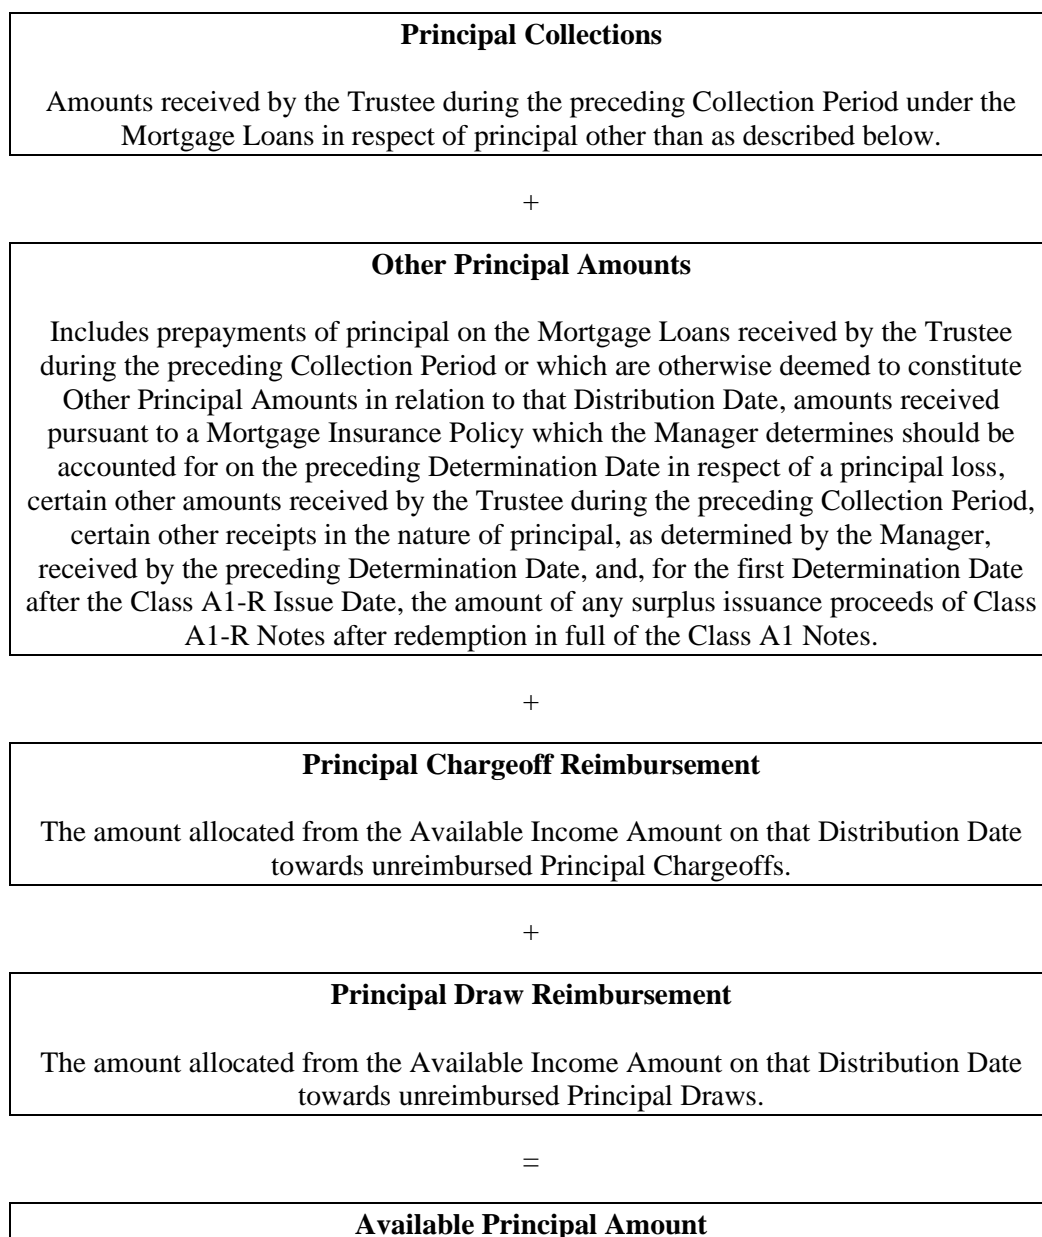 Principal Collections
Amounts received by the Trustee during the preceding Collection Period under the
Mortgage Loans in respect of principal other than as described below.
+
Other Principal Amounts
Includes prepayments of principal on the Mortgage Loans received by the Trustee
during the preceding Collection Period or which are otherwise deemed to constitute
Other Principal Amounts in relation to that Distribution Date, amounts received
pursuant to a Mortgage Insurance Policy which the Manager determines should be
accounted for on the preceding Determination Date in respect of a principal loss,
certain other amounts received by the Trustee during the preceding Collection Period,
certain other receipts in the nature of principal, as determined by the Manager,
received by the preceding Determination Date, and, for the first Determination Date
after the Class A1-R Issue Date, the amount of any surplus issuance proceeds of Class
A1-R Notes after redemption in full of the Class A1 Notes.
+
Principal Chargeoff Reimbursement
The amount allocated from the Available Income Amount on that Distribution Date
towards unreimbursed Principal Chargeoffs.
+
Principal Draw Reimbursement
The amount allocated from the Available Income Amount on that Distribution Date
towards unreimbursed Principal Draws.
=
Available Principal Amount